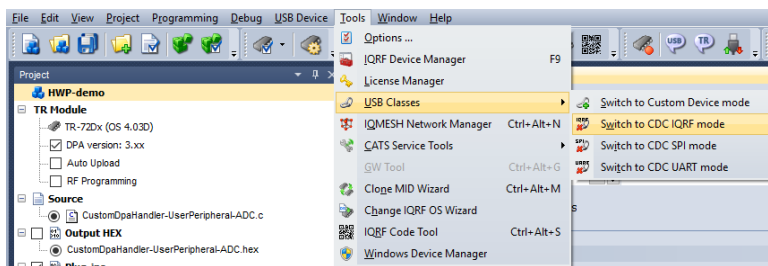 File Edit View Project Programming Debug USB Device Tools Window Help
Options ...
IQRF Device Manager F9
License Manager
USB Classes
Switch to Custom Device mode
Switch to CDC IQRF mode
Switch to CDC SPI mode
Switch to CDC UART mode
IQMESH Network Manager Ctrl+Alt+N
CATS Service Tools
GW Tool Ctrl+Alt+G
Clone MID Wizard Ctrl+Alt+M
Change IQRF OS Wizard
IQRF Code Tool Ctrl+Alt+S
Windows Device Manager
USB TR
Project
HWP-demo
TR Module
TR-72Dx (OS 4.03D)
DPA version: 3.xx
Auto Upload
RF Programming
Source
CustomDpaHandler-UserPeripheral-ADC.c
Output HEX
CustomDpaHandler-UserPeripheral-ADC.hex